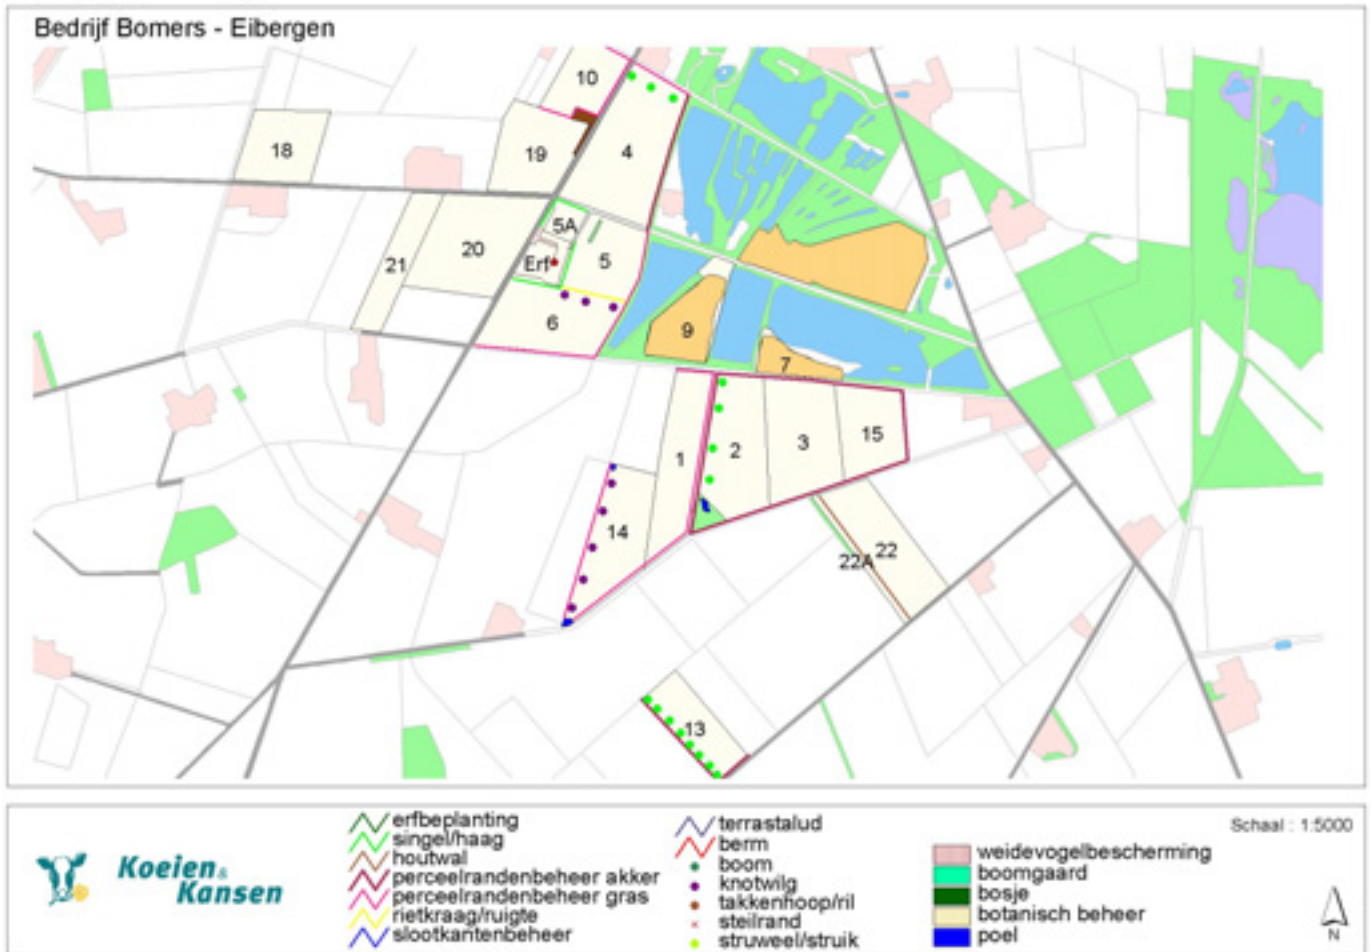 Bedrijf Bomers - Eibergen
10
18
19
4
5A
20
21
Erf
5
6
9
7
1
2
3
15
14
22
22A
13
Koeien & Kansen
erfbeplanting
singel/haag
houtwal
perceelrandenbeheer akker
perceelrandenbeheer gras
rietkraag/ruigte
slootkantenbeheer
terrastalud
berm
boom
knotwilg
takkenhoop/ril
steilrand
struweel/struik
Schaal : 1:5000
weidevogelbescherming
boomgaard
bosje
botanisch beheer
poel
N